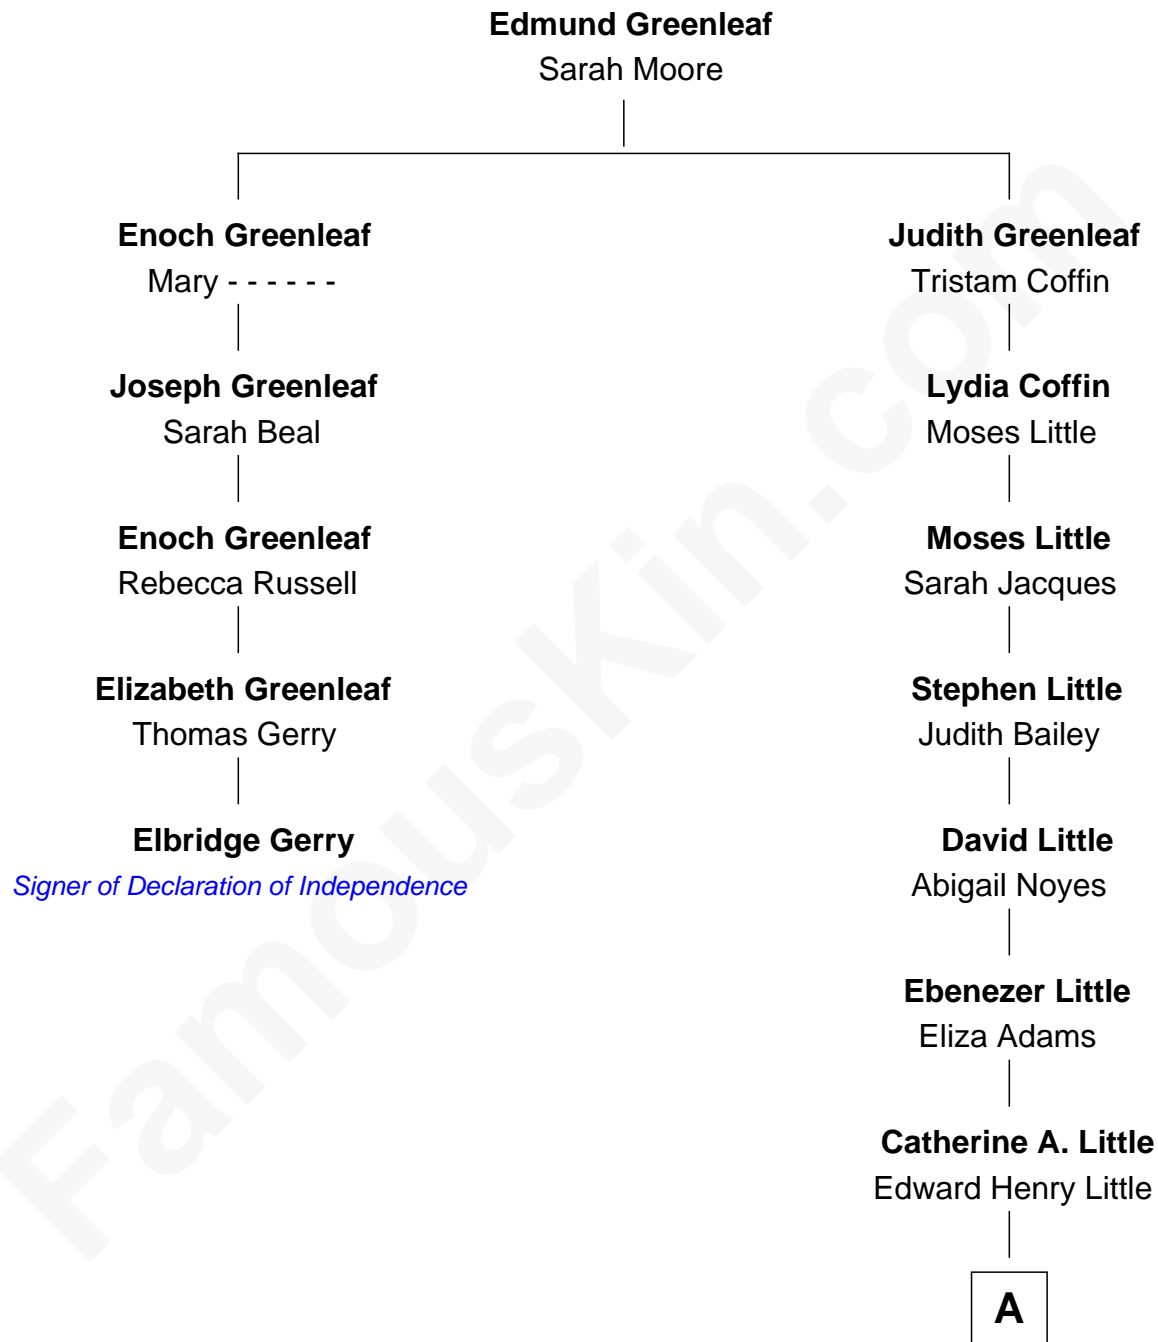 Edmund Greenleaf
Sarah Moore
Enoch Greenleaf
Mary - - - - - -
Joseph Greenleaf
Sarah Beal
Enoch Greenleaf
Rebecca Russell
Elizabeth Greenleaf
Thomas Gerry
Elbridge Gerry
Signer of Declaration of Independence
Judith Greenleaf
Tristam Coffin
Lydia Coffin
Moses Little
Moses Little
Sarah Jacques
Stephen Little
Judith Bailey
David Little
Abigail Noyes
Ebenezer Little
Eliza Adams
Catherine A. Little
Edward Henry Little
A
FamousKin.com